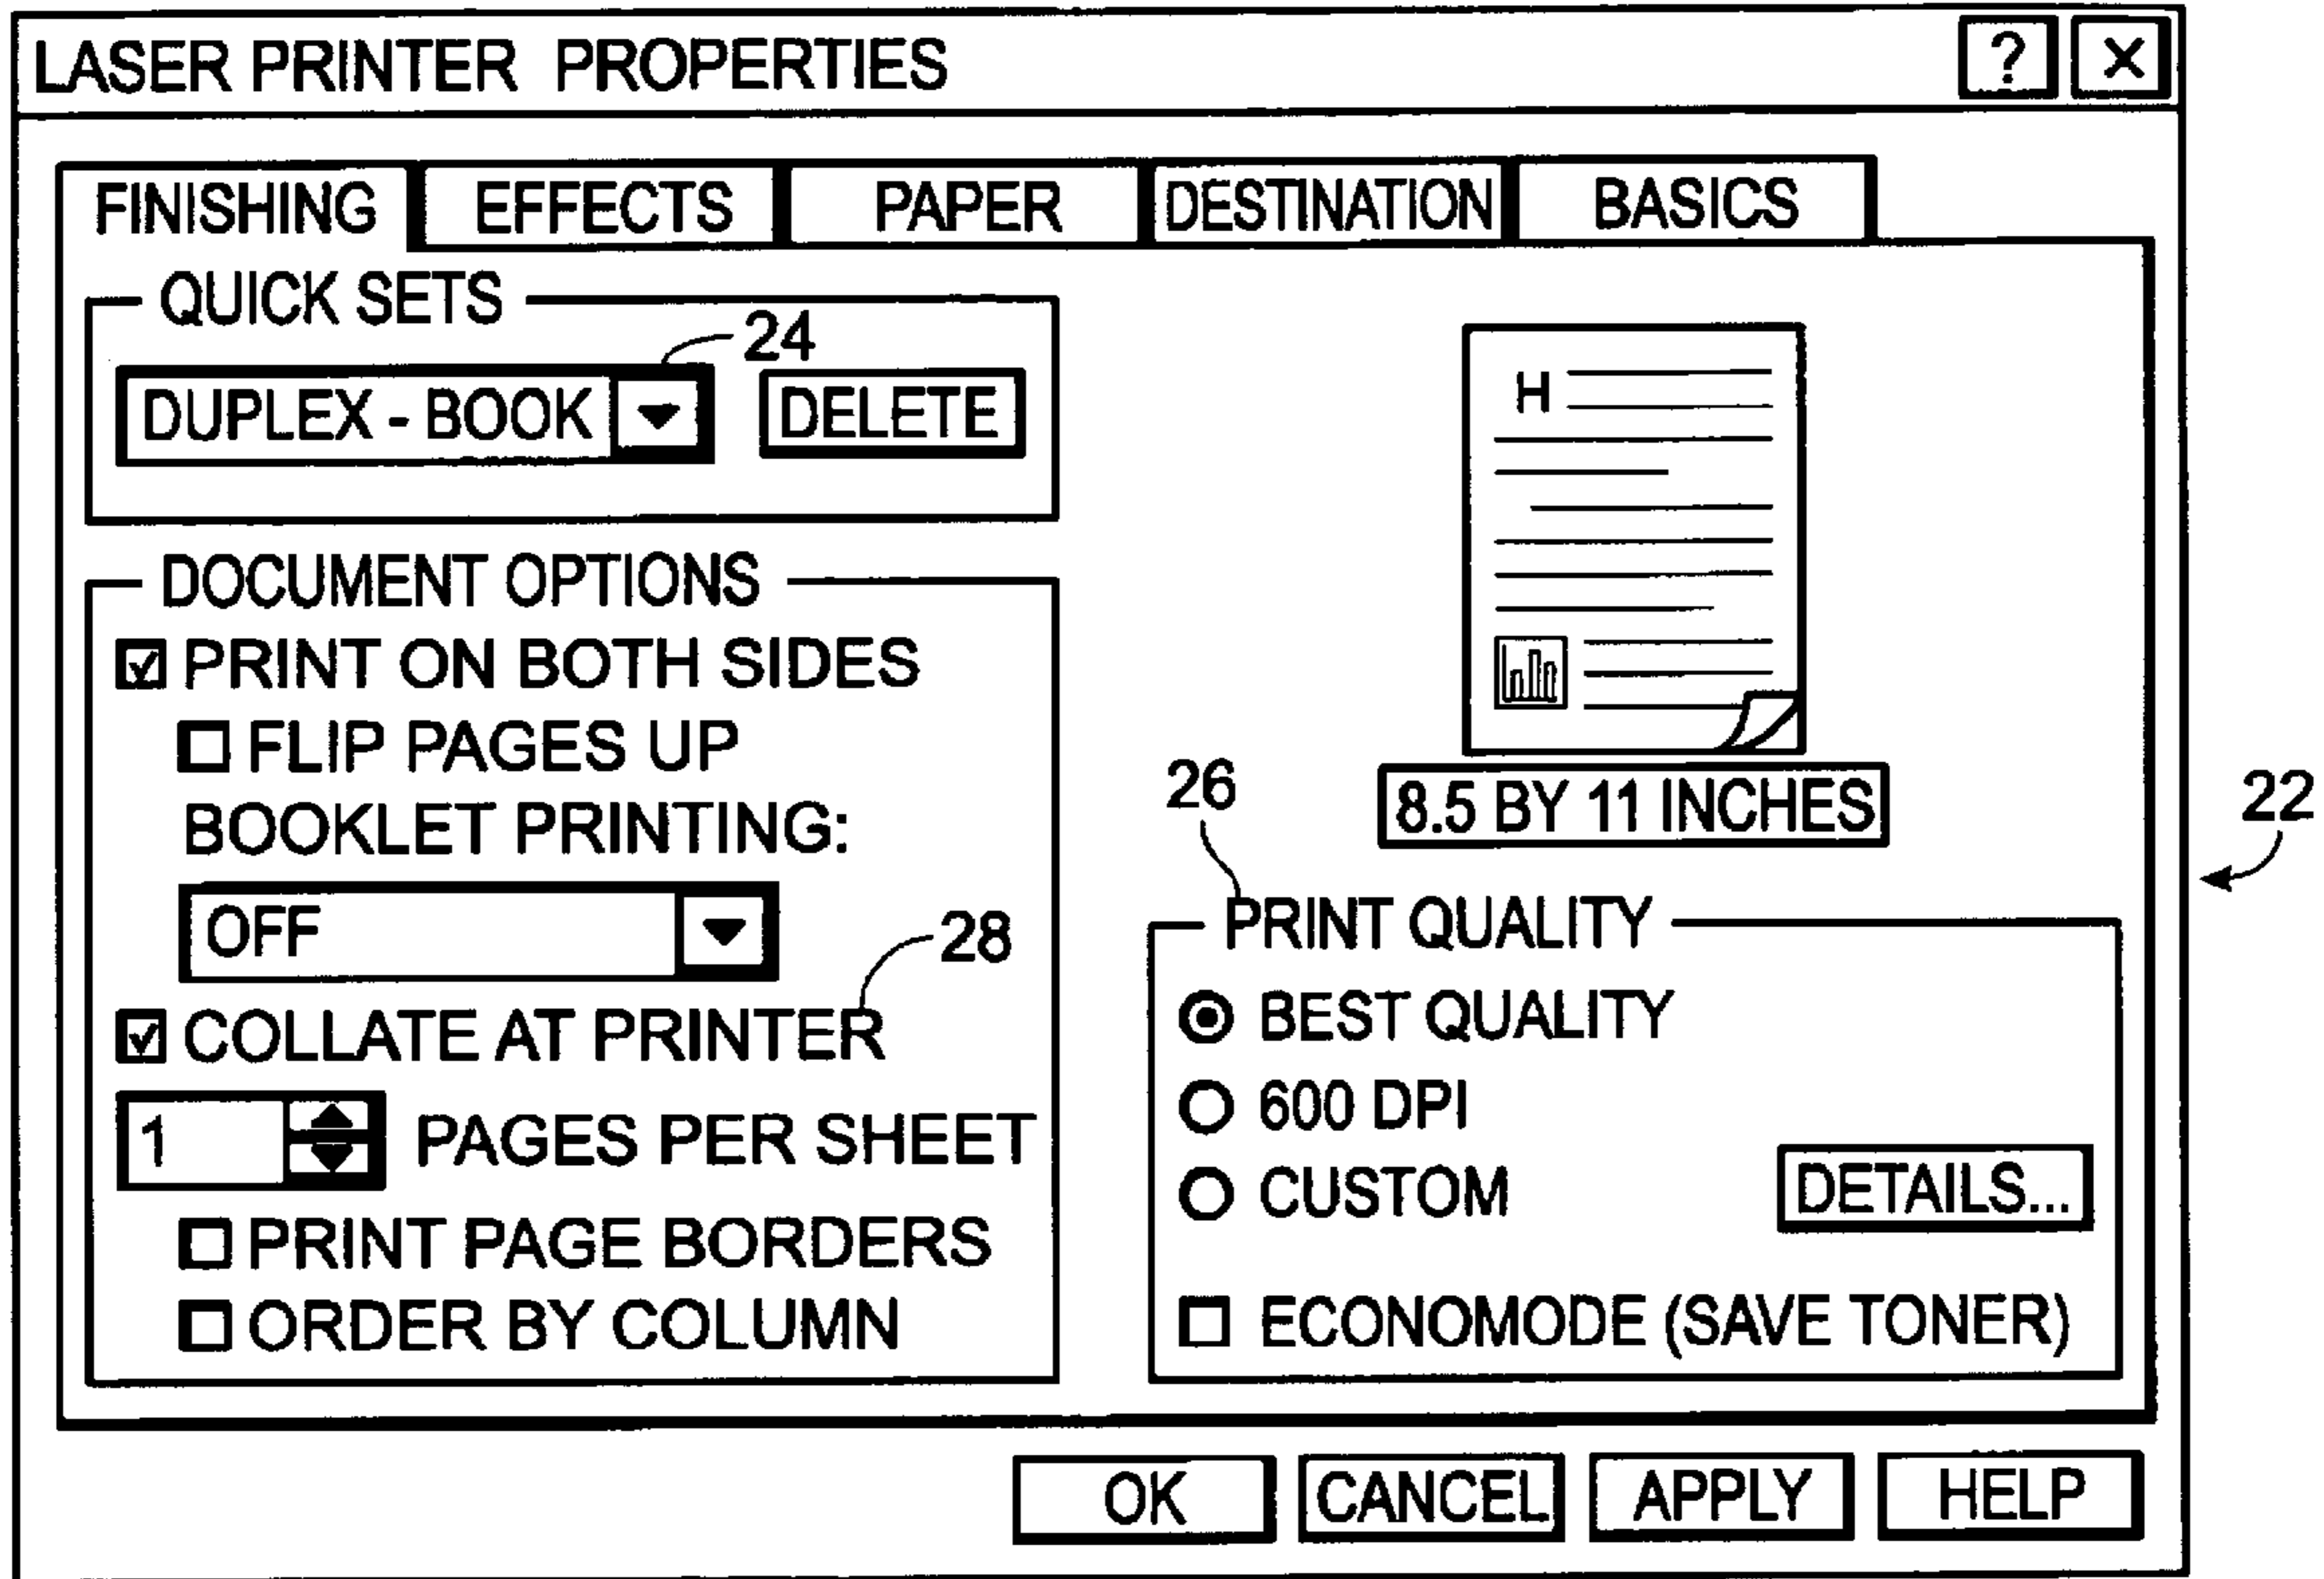 LASER PRINTER PROPERTIES
? X
FINISHING EFFECTS PAPER DESTINATION BASICS
QUICK SETS
24
DUPLEX - BOOK DELETE
H
DOCUMENT OPTIONS
PRINT ON BOTH SIDES
FLIP PAGES UP
BOOKLET PRINTING:
OFF
28
COLLATE AT PRINTER
1 PAGES PER SHEET
PRINT PAGE BORDERS
ORDER BY COLUMN
8.5 BY 11 INCHES
26
22
PRINT QUALITY
BEST QUALITY
600 DPI
CUSTOM DETAILS...
ECONOMODE (SAVE TONER)
OK CANCEL APPLY HELP